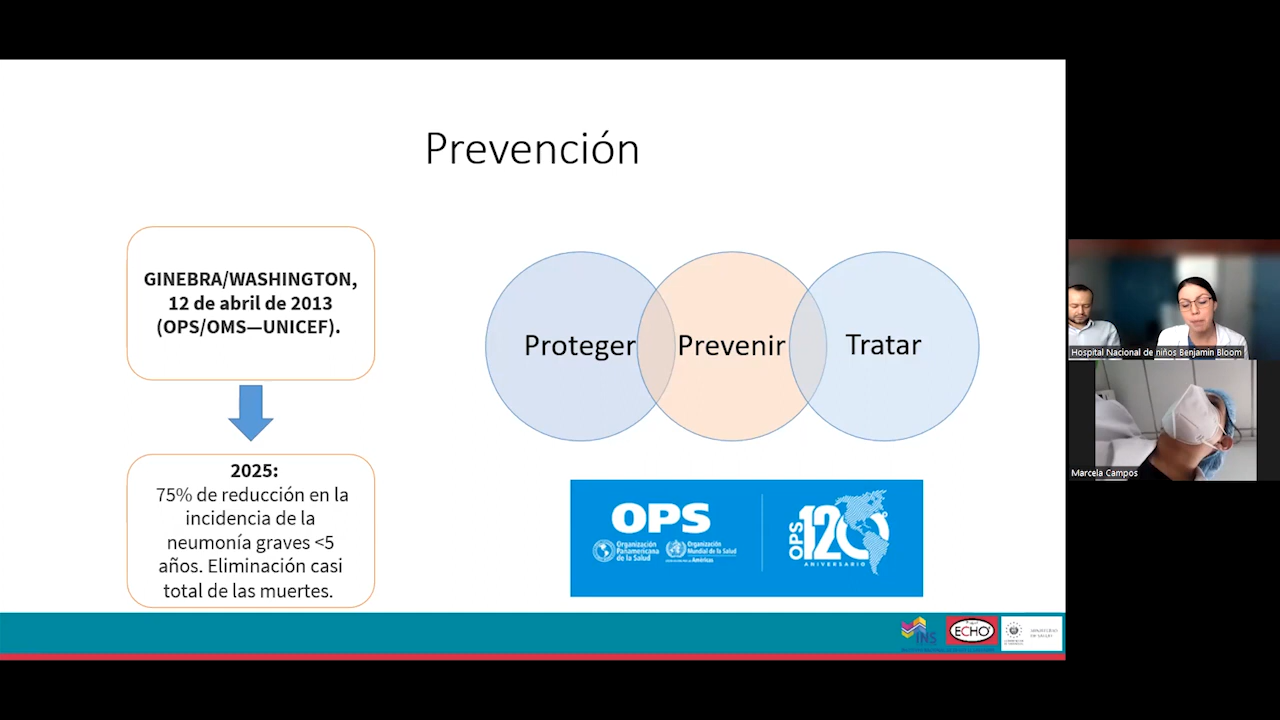 Prevención
GINEBRA/WASHINGTON,
12 de abril de 2013
(OPS/OMS—UNICEF).
2025:
75% de reducción en la
incidencia de la
neumonía graves <5
años. Eliminación casi
total de las muertes.
Proteger
Prevenir
Tratar
OPS
Organización
Panamericana
de la Salud
Organización
Mundial de la Salud
Américas
OPS
120
ANIVERSARIO
INS
ECHO
Hospital Nacional de niños Benjamin Bloom
Marcela Campos